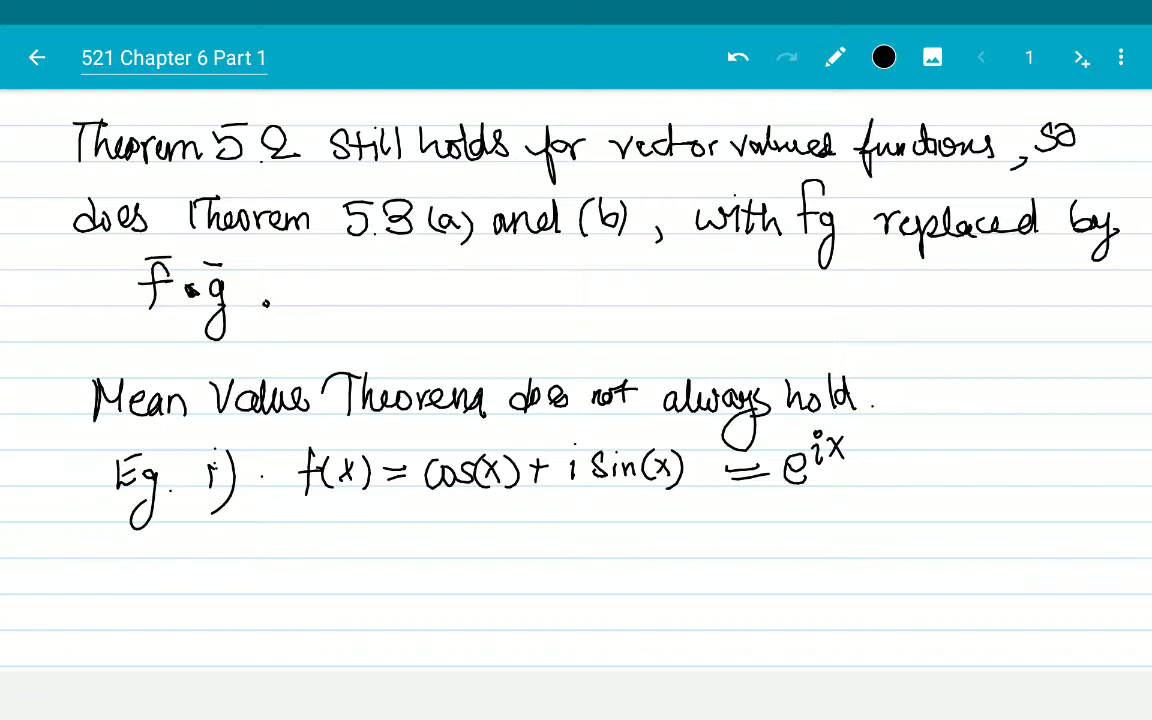 521 Chapter 6 Part 1
1
Theorem 5.2 still holds for vector valued functions, so
does Theorem 5.3 (a) and (b), with fg replaced by
f̄ · ḡ .
Mean Value Theorem does not always hold.
Eg. i) . f(x) = cos(x) + i sin(x) = e^{ix}